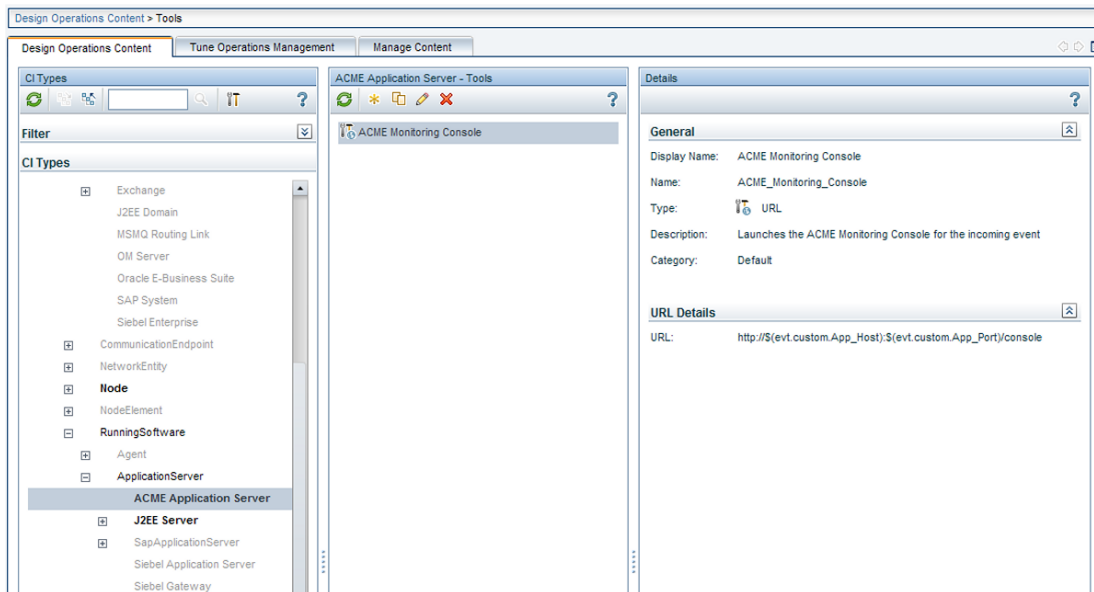 Design Operations Content > Tools
Design Operations Content
Tune Operations Management
Manage Content
CI Types
Filter
CI Types
Exchange
J2EE Domain
MSMQ Routing Link
OM Server
Oracle E-Business Suite
SAP System
Siebel Enterprise
CommunicationEndpoint
NetworkEntity
Node
NodeElement
RunningSoftware
Agent
ApplicationServer
ACME Application Server
J2EE Server
SapApplicationServer
Siebel Application Server
Siebel Gateway
ACME Application Server - Tools
ACME Monitoring Console
Details
General
Display Name: ACME Monitoring Console
Name: ACME_Monitoring_Console
Type: URL
Description: Launches the ACME Monitoring Console for the incoming event
Category: Default
URL Details
URL: http://$(evt.custom.App_Host):$(evt.custom.App_Port)/console